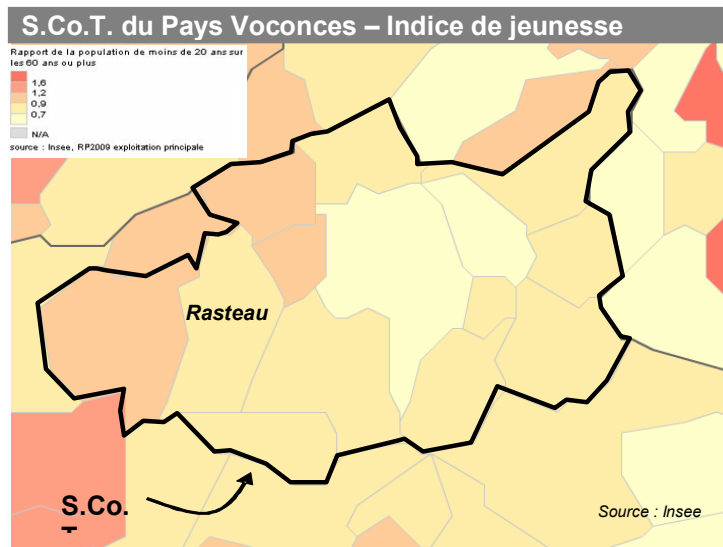 S.Co.T. du Pays Voconces – Indice de jeunesse
Rapport de la population de moins de 20 ans sur
les 60 ans ou plus
1,6
1,2
0,9
0,7
N/A
source : Insee, RP2009 exploitation principale
Rasteau
S.Co.
T
Source : Insee